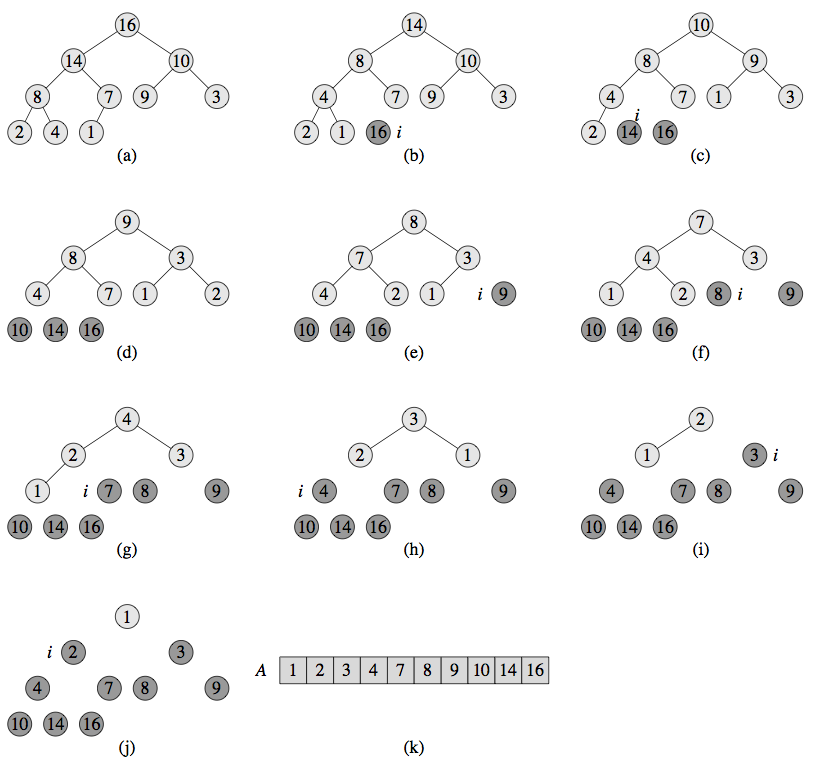 16 14 10
14 10 8 10 8 9
8 7 9 3 4 7 9 3 4 7 1 3
i
2 4 1 2 1 16 i 2 14 16
(a) (b) (c)
9 8 7
8 3 7 3 4 3
4 7 1 2 4 2 1 i 9 1 2 8 i 9
10 14 16 10 14 16 10 14 16
(d) (e) (f)
4 3 2
2 3 2 1 1 3 i
1 i 7 8 9 i 4 7 8 9 4 7 8 9
10 14 16 10 14 16 10 14 16
(g) (h) (i)
1
i 2 3
A 1 2 3 4 7 8 9 10 14 16
4 7 8 9
10 14 16
(j) (k)